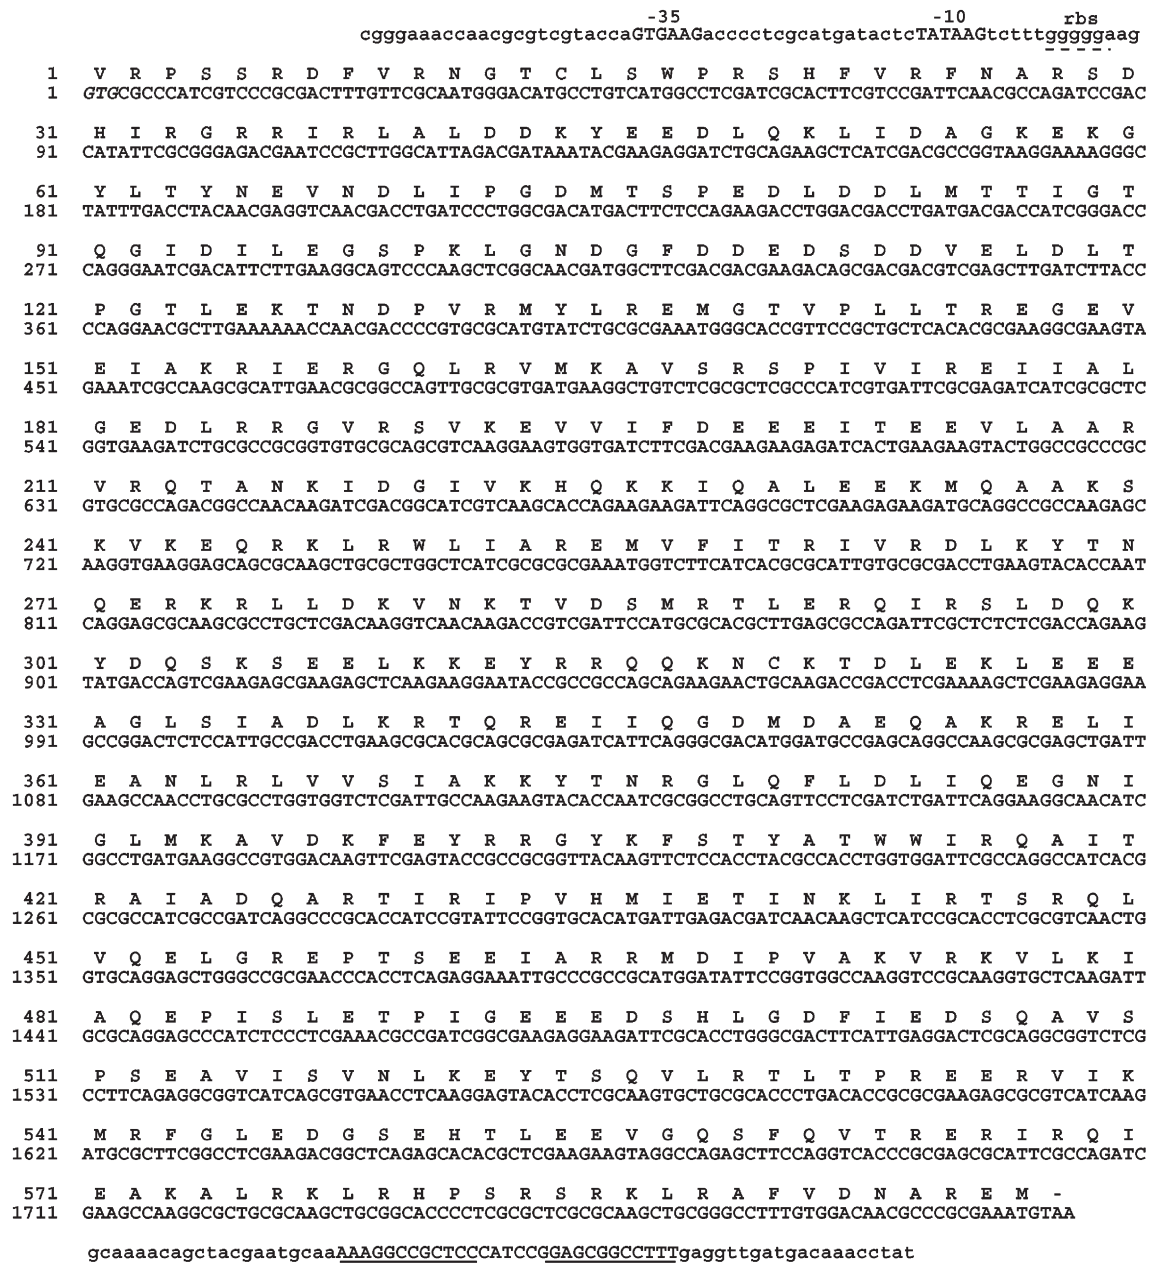 -35 -10 rbs
cgggaaaccaacgcgtcgtaccaGTGAAGacccctcgcatgatactcTATAAGtctttgggggaag
1 V R P S S R D F V R N G T C L S W P R S H F V R F N A R S D
1 GTGCGCCCATCGTCCCGCGACTTTGTTCGCAATGGGACATGCCTGTCATGGCCTCGATCGCACTTCGTCCGATTCAACGCCAGATCCGAC
31 H I R G R R I R L A L D D K Y E E D L Q K L I D A G K E K G
91 CATATTCGCGGGAGACGAATCCGCTTGGCATTAGACGATAAATACGAAGAGGATCTGCAGAAGCTCATCGACGCCGGTAAGGAAAAGGGC
61 Y L T Y N E V N D L I P G D M T S P E D L D D L M T T I G T
181 TATTTGACCTACAACGAGGTCAACGACCTGATCCCTGGCGACATGACTTCTCCAGAAGACCTGGACGACCTGATGACGACCATCGGGACC
91 Q G I D I L E G S P K L G N D G F D D E D S D D V E L D L T
271 CAGGGAATCGACATTCTTGAAGGCAGTCCCAAGCTCGGCAACGATGGCTTCGACGACGAAGACAGCGACGACGTCGAGCTTGATCTTACC
121 P G T L E K T N D P V R M Y L R E M G T V P L L T R E G E V
361 CCAGGAACGCTTGAAAAAACCAACGACCCCGTGCGCATGTATCTGCGCGAAATGGGCACCGTTCCGCTGCTCACACGCGAAGGCGAAGTA
151 E I A K R I E R G Q L R V M K A V S R S P I V I R E I I A L
451 GAAATCGCCAAGCGCATTGAACGCGGCCAGTTGCGCGTGATGAAGGCTGTCTCGCGCTCGCCCATCGTGATTCGCGAGATCATCGCGCTC
181 G E D L R R G V R S V K E V V I F D E E E I T E E V L A A R
541 GGTGAAGATCTGCGCCGCGGTGTGCGCAGCGTCAAGGAAGTGGTGATCTTCGACGAAGAAGAGATCACTGAAGAAGTACTGGCCGCCCGC
211 V R Q T A N K I D G I V K H Q K K I Q A L E E K M Q A A K S
631 GTGCGCCAGACGGCCAACAAGATCGACGGCATCGTCAAGCACCAGAAGAAGATTCAGGCGCTCGAAGAGAAGATGCAGGCCGCCAAGAGC
241 K V K E Q R K L R W L I A R E M V F I T R I V R D L K Y T N
721 AAGGTGAAGGAGCAGCGCAAGCTGCGCTGGCTCATCGCGCGCGAAATGGTCTTCATCACGCGCATTGTGCGCGACCTGAAGTACACCAAT
271 Q E R K R L L D K V N K T V D S M R T L E R Q I R S L D Q K
811 CAGGAGCGCAAGCGCCTGCTCGACAAGGTCAACAAGACCGTCGATTCCATGCGCACGCTTGAGCGCCAGATTCGCTCTCTCGACCAGAAG
301 Y D Q S K S E E L K K E Y R R Q Q K N C K T D L E K L E E E
901 TATGACCAGTCGAAGAGCGAAGAGCTCAAGAAGGAATACCGCCGCCAGCAGAAGAACTGCAAGACCGACCTCGAAAAGCTCGAAGAGGAA
331 A G L S I A D L K R T Q R E I I Q G D M D A E Q A K R E L I
991 GCCGGACTCTCCATTGCCGACCTGAAGCGCACGCAGCGCGAGATCATTCAGGGCGACATGGATGCCGAGCAGGCCAAGCGCGAGCTGATT
361 E A N L R L V V S I A K K Y T N R G L Q F L D L I Q E G N I
1081 GAAGCCAACCTGCGCCTGGTGGTCTCGATTGCCAAGAAGTACACCAATCGCGGCCTGCAGTTCCTCGATCTGATTCAGGAAGGCAACATC
391 G L M K A V D K F E Y R R G Y K F S T Y A T W W I R Q A I T
1171 GGCCTGATGAAGGCCGTGGACAAGTTCGAGTACCGCCGCGGTTACAAGTTCTCCACCTACGCCACCTGGTGGATTCGCCAGGCCATCACG
421 R A I A D Q A R T I R I P V H M I E T I N K L I R T S R Q L
1261 CGCGCCATCGCCGATCAGGCCCGCACCATCCGTATTCCGGTGCACATGATTGAGACGATCAACAAGCTCATCCGCACCTCGCGTCAACTG
451 V Q E L G R E P T S E E I A R R M D I P V A K V R K V L K I
1351 GTGCAGGAGCTGGGCCGCGAACCCACCTCAGAGGAAATTGCCCGCCGCATGGATATTCCGGTGGCCAAGGTCCGCAAGGTGCTCAAGATT
481 A Q E P I S L E T P I G E E E D S H L G D F I E D S Q A V S
1441 GCGCAGGAGCCCATCTCCCTCGAAACGCCGATCGGCGAAGAGGAAGATTCGCACCTGGGCGACTTCATTGAGGACTCGCAGGCGGTCTCG
511 P S E A V I S V N L K E Y T S Q V L R T L T P R E E R V I K
1531 CCTTCAGAGGCGGTCATCAGCGTGAACCTCAAGGAGTACACCTCGCAAGTGCTGCGCACCCTGACACCGCGCGAAGAGCGCGTCATCAAG
541 M R F G L E D G S E H T L E E V G Q S F Q V T R E R I R Q I
1621 ATGCGCTTCGGCCTCGAAGACGGCTCAGAGCACACGCTCGAAGAAGTAGGCCAGAGCTTCCAGGTCACCCGCGAGCGCATTCGCCAGATC
571 E A K A L R K L R H P S R S R K L R A F V D N A R E M -
1711 GAAGCCAAGGCGCTGCGCAAGCTGCGGCACCCCTCGCGCTCGCGCAAGCTGCGGGCCTTTGTGGACAACGCCCGCGAAATGTAA
gcaaaacagctacgaatgcaaAAAGGCCGCTCCCATCCGGAGCGGCCTTTgaggttgatgacaaacctat